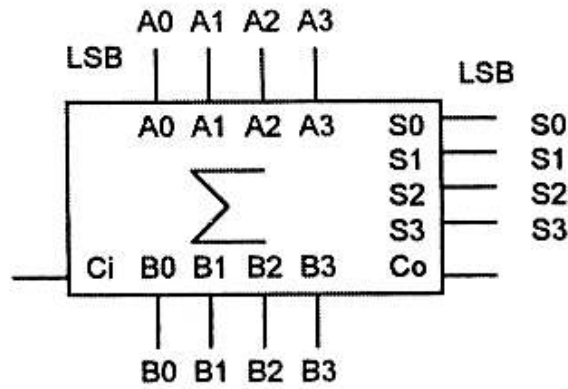 A0 A1 A2 A3
LSB
LSB
A0 A1 A2 A3
S0 S0
S1 S1
S2 S2
S3 S3
Ci B0 B1 B2 B3 Co
B0 B1 B2 B3